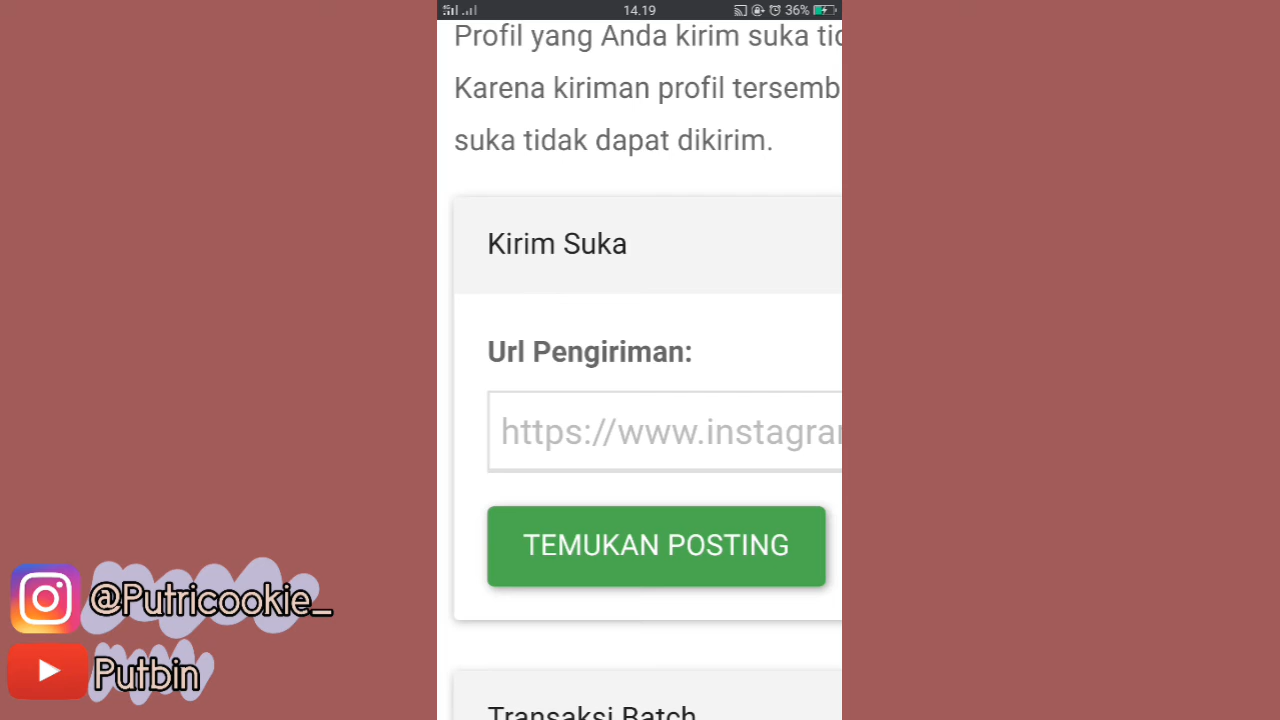 14.19
36%
Profil yang Anda kirim suka
Karena kiriman profil
suka tidak dapat dikirim.
Kirim Suka
Url Pengiriman:
https://www.instagra
TEMUKAN POSTING
Transaksi Batch
@Putricookie_
Putbin